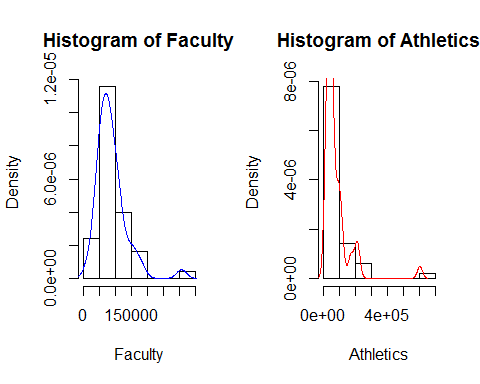 Histogram of Faculty
Density
0.0e+00 6.0e-06 1.2e-05
0 150000
Faculty
Histogram of Athletics
Density
0e+00 4e-06 8e-06
0e+00 4e+05
Athletics